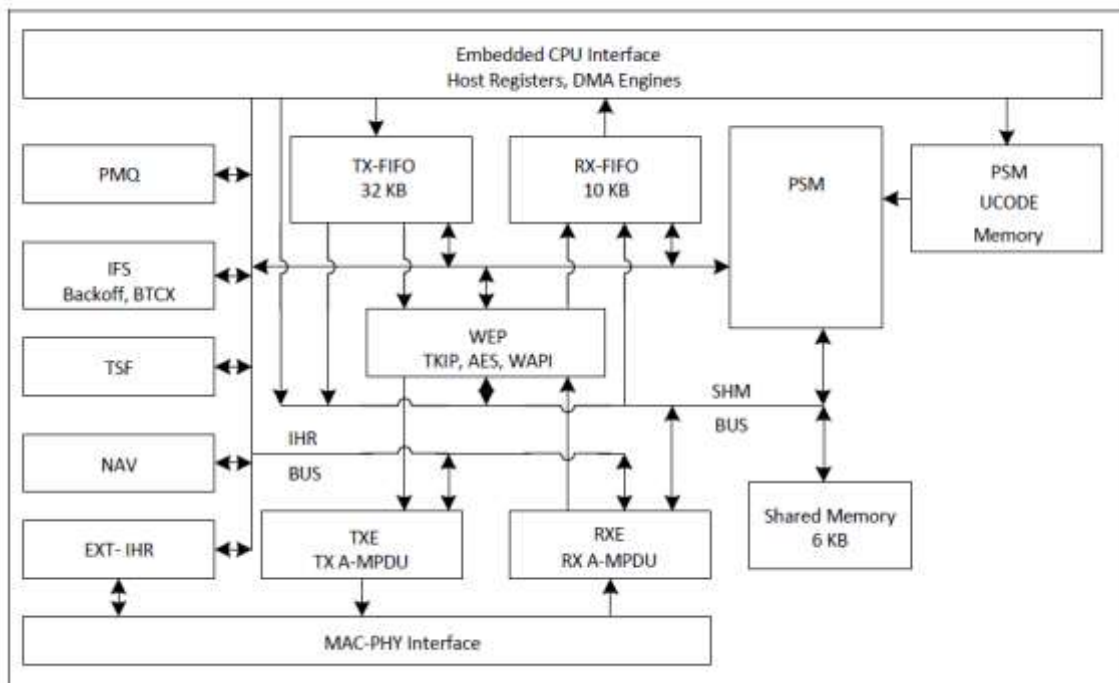 Embedded CPU Interface
Host Registers, DMA Engines
PMQ
TX-FIFO
32 KB
RX-FIFO
10 KB
PSM
PSM
UCODE
Memory
IFS
Backoff, BTCX
WEP
TKIP, AES, WAPI
TSF
SHM
BUS
NAV
IHR
BUS
Shared Memory
6 KB
EXT- IHR
TXE
TX A-MPDU
RXE
RX A-MPDU
MAC-PHY Interface